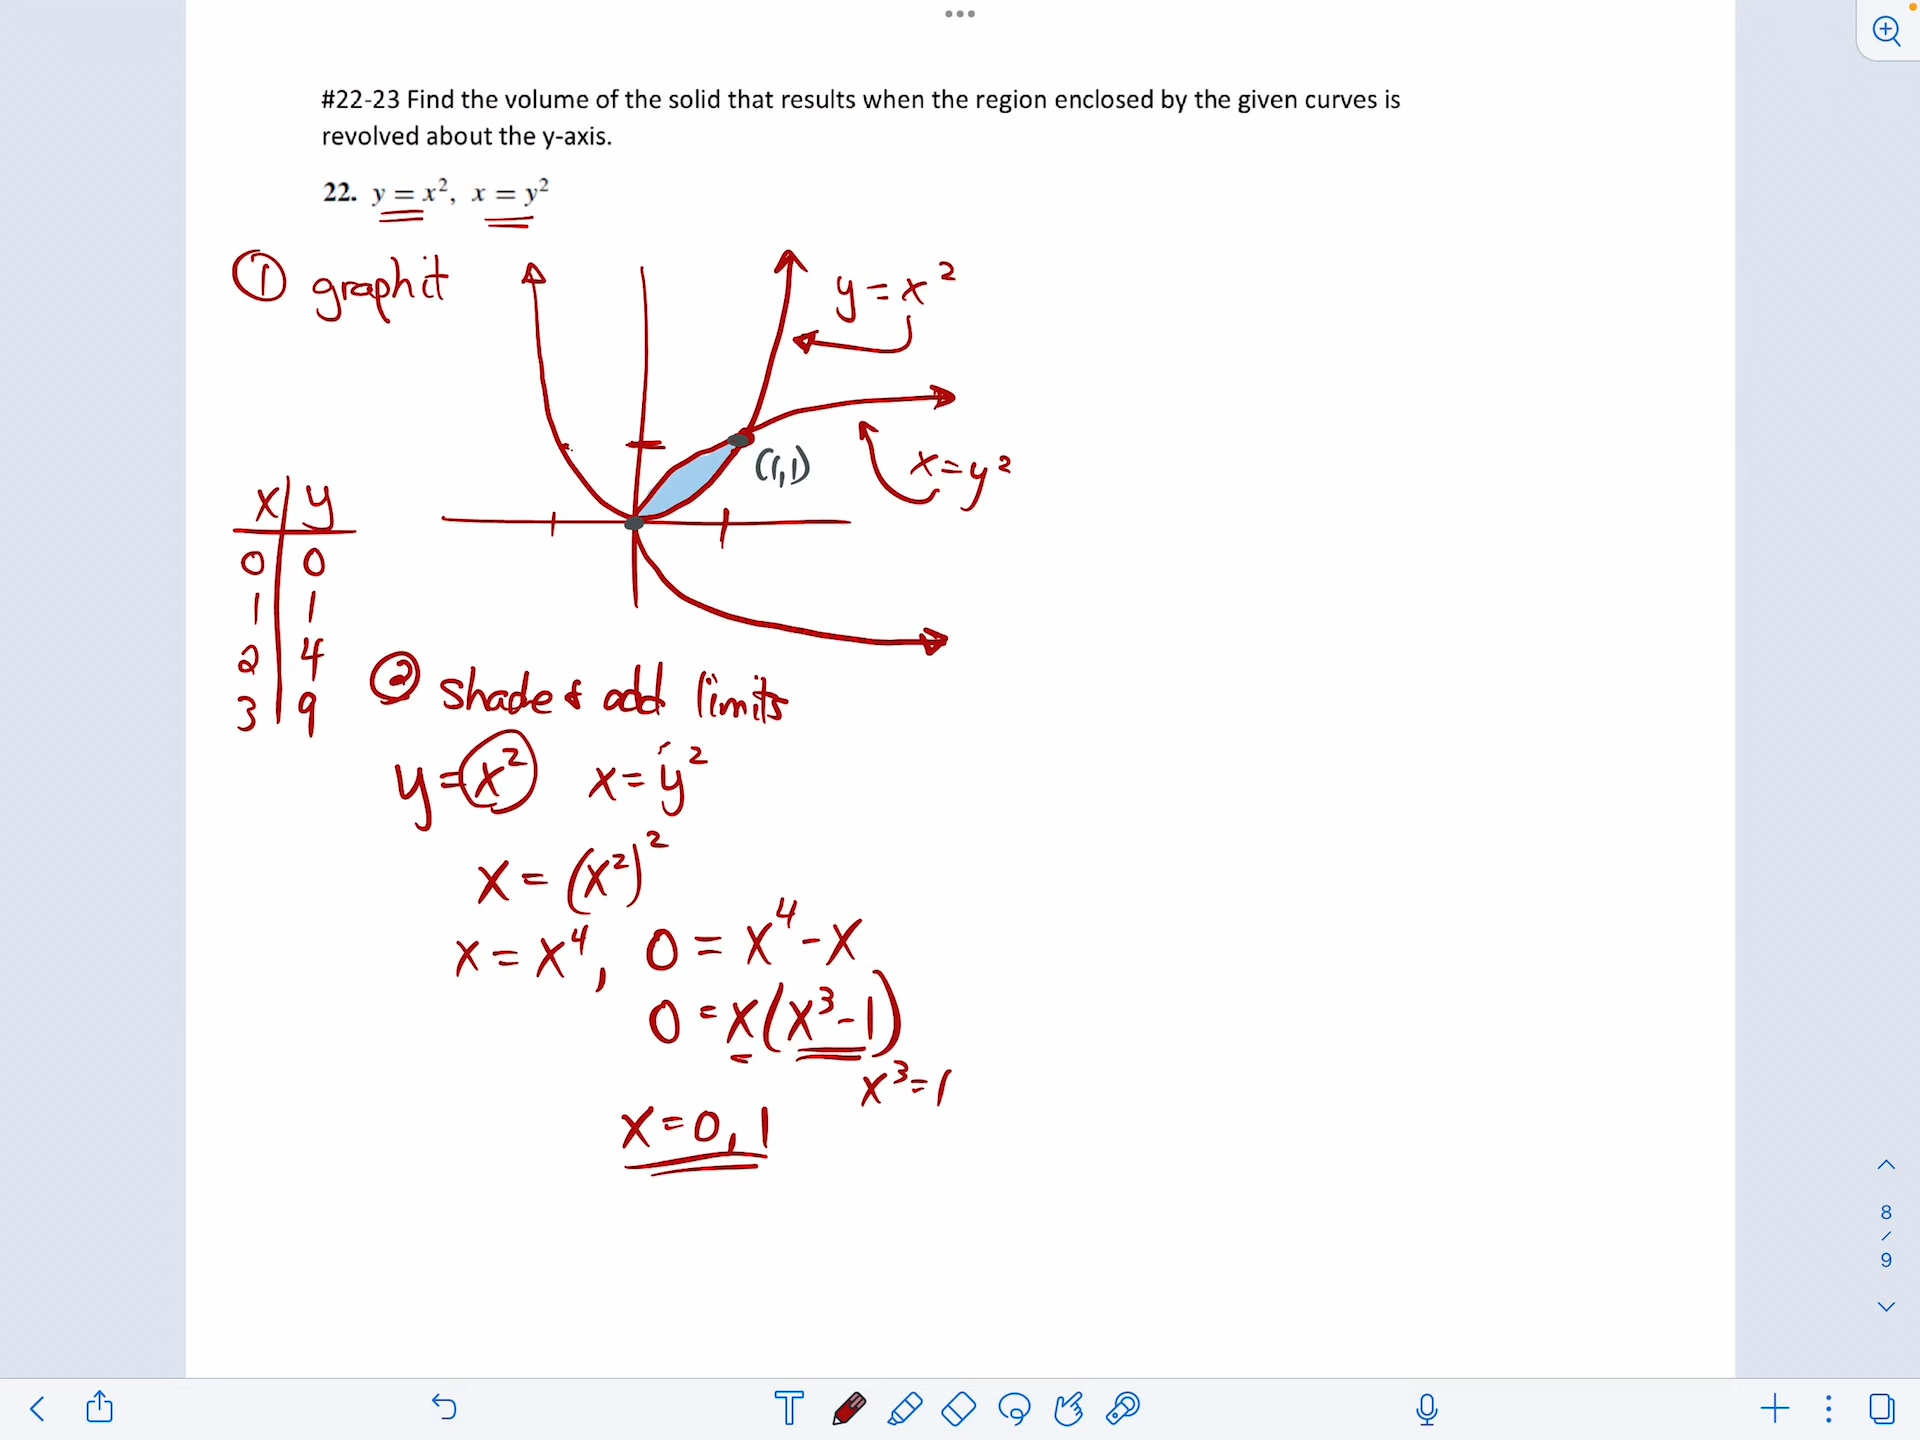 #22-23 Find the volume of the solid that results when the region enclosed by the given curves is
revolved about the y-axis.
22. y = x², x = y²
① graph it
y = x²
(1,1)
x = y²
x y
0 0
1 1
2 4
3 9
② Shade & add limits
y = x² x = y²
x = (x²)²
x = x⁴, 0 = x⁴ - x
0 = x(x³ - 1)
x³ = 1
x = 0, 1
8
/
9
T